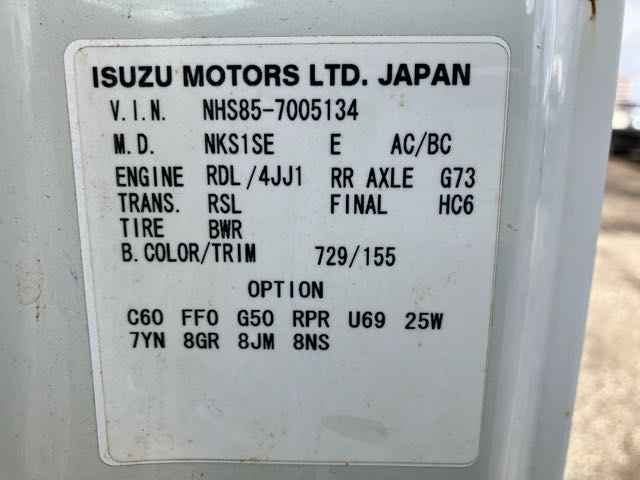 ISUZU MOTORS LTD. JAPAN
V.I.N. NHS85-7005134
M.D. NKS1SE E AC/BC
ENGINE RDL/4JJ1 RR AXLE G73
TRANS. RSL FINAL HC6
TIRE BWR
B.COLOR/TRIM 729/155
OPTION
C60 FF0 G50 RPR U69 25W
7YN 8GR 8JM 8NS